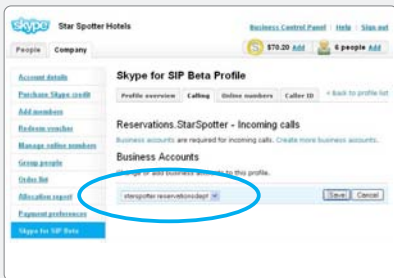 skype Star Spotter Hotels
Business Control Panel | Help | Sign out
People Company
$70.20 Add 6 people Add
Account details
Purchase Skype credit
Add members
Redeem voucher
Manage online numbers
Group people
Order list
Allocation report
Payment preferences
Skype for SIP Beta
Skype for SIP Beta Profile
Profile overview Calling Online numbers Caller ID « Back to profile list
Reservations.StarSpotter - Incoming calls
Business accounts are required for incoming calls. Create more business accounts.
Business Accounts
Change or add business accounts to this profile.
starspotter.reservationsdept
Save Cancel